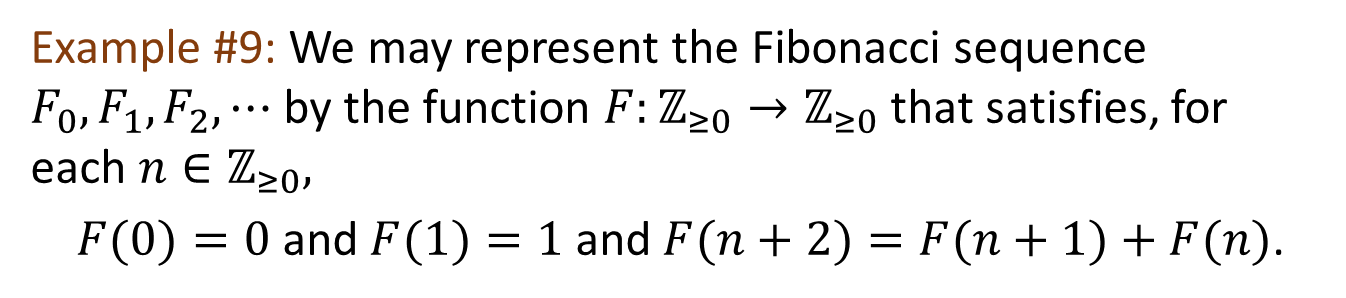 Example #9: We may represent the Fibonacci sequence
𝐹₀, 𝐹₁, 𝐹₂, ⋯ by the function 𝐹: ℤ≥₀ → ℤ≥₀ that satisfies, for
each 𝑛 ∈ ℤ≥₀,
𝐹(0) = 0 and 𝐹(1) = 1 and 𝐹(𝑛 + 2) = 𝐹(𝑛 + 1) + 𝐹(𝑛).